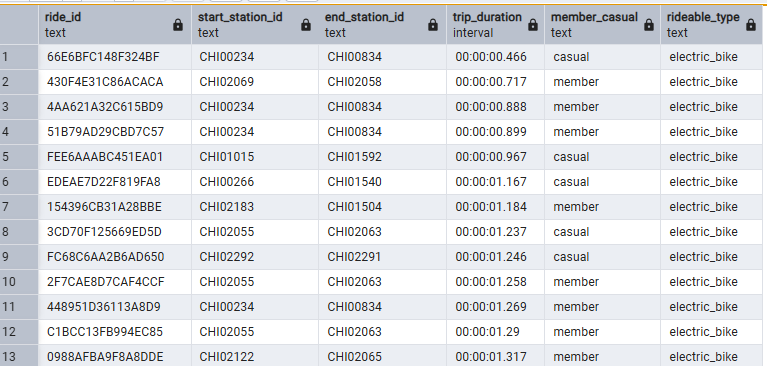 ride_id start_station_id end_station_id trip_duration member_casual rideable_type
text text text interval text text
1 66E6BFC148F324BF CHI00234 CHI00834 00:00:00.466 casual electric_bike
2 430F4E31C86ACACA CHI02069 CHI02058 00:00:00.717 member electric_bike
3 4AA621A32C615BD9 CHI00234 CHI00834 00:00:00.888 member electric_bike
4 51B79AD29CBD7C57 CHI00234 CHI00834 00:00:00.899 member electric_bike
5 FEE6AAABC451EA01 CHI01015 CHI01592 00:00:00.967 casual electric_bike
6 EDEAE7D22F819FA8 CHI00266 CHI01540 00:00:01.167 casual electric_bike
7 154396CB31A28BBE CHI02183 CHI01504 00:00:01.184 member electric_bike
8 3CD70F125669ED5D CHI02055 CHI02063 00:00:01.237 casual electric_bike
9 FC68C6AA2B6AD650 CHI02292 CHI02291 00:00:01.246 casual electric_bike
10 2F7CAE8D7CAF4CCF CHI02055 CHI02063 00:00:01.258 member electric_bike
11 448951D36113A8D9 CHI00234 CHI00834 00:00:01.269 member electric_bike
12 C1BCC13FB994EC85 CHI02055 CHI02063 00:00:01.29 member electric_bike
13 0988AFBA9F8A8DDE CHI02122 CHI02065 00:00:01.317 member electric_bike